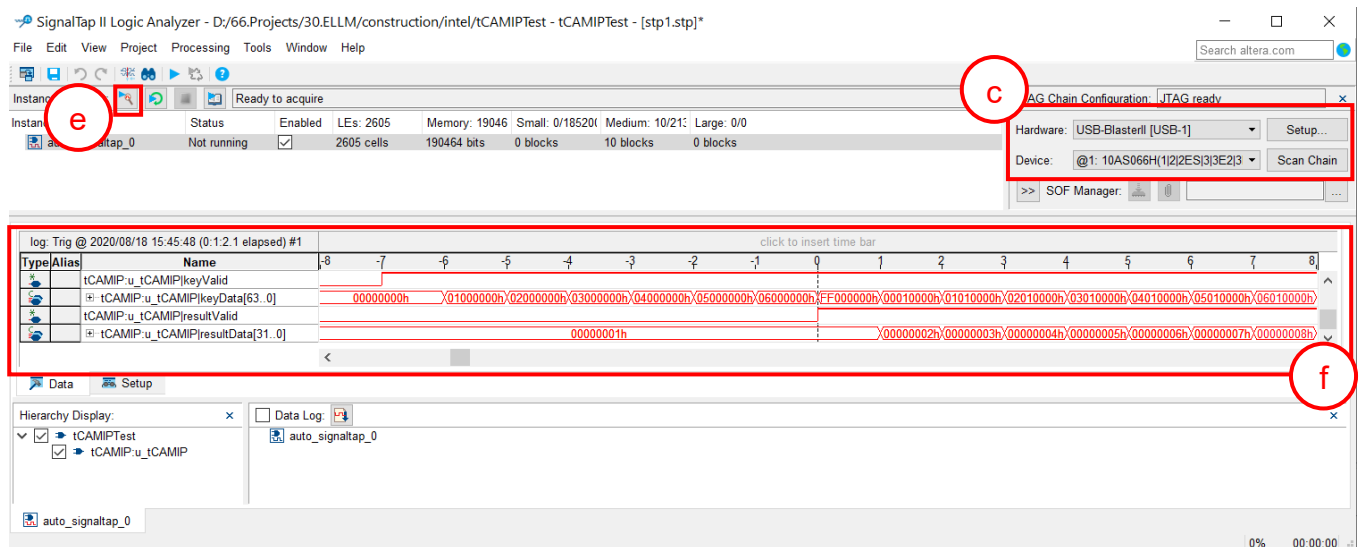 SignalTap II Logic Analyzer - D:/66.Projects/30.ELLM/construction/intel/tCAMIPTest - tCAMIPTest - [stp1.stp]*
File Edit View Project Processing Tools Window Help
Search altera.com
Instanc
e
Ready to acquire
c
AG Chain Configuration: JTAG ready
Instan Status Enabled LEs: 2605 Memory: 19046 Small: 0/185200 Medium: 10/213 Large: 0/0
altap_0 Not running 2605 cells 190464 bits 0 blocks 10 blocks 0 blocks
Hardware: USB-BlasterII [USB-1] Setup...
Device: @1: 10AS066H(1|2|2ES|3|3E2|3 Scan Chain
>> SOF Manager: ...
log: Trig @ 2020/08/18 15:45:48 (0:1:2.1 elapsed) #1 click to insert time bar
Type Alias Name -8 -7 -6 -5 -4 -3 -2 -1 0 1 2 3 4 5 6 7 8
tCAMIP:u_tCAMIP|keyValid
tCAMIP:u_tCAMIP|keyData[63..0] 00000000h 01000000h 02000000h 03000000h 04000000h 05000000h 06000000h FF000000h 00010000h 01010000h 02010000h 03010000h 04010000h 05010000h 06010000h
tCAMIP:u_tCAMIP|resultValid
tCAMIP:u_tCAMIP|resultData[31..0] 00000001h 00000002h 00000003h 00000004h 00000005h 00000006h 00000007h 00000008h
f
Data Setup
Hierarchy Display: Data Log:
tCAMIPTest auto_signaltap_0
tCAMIP:u_tCAMIP
auto_signaltap_0
0% 00:00:00